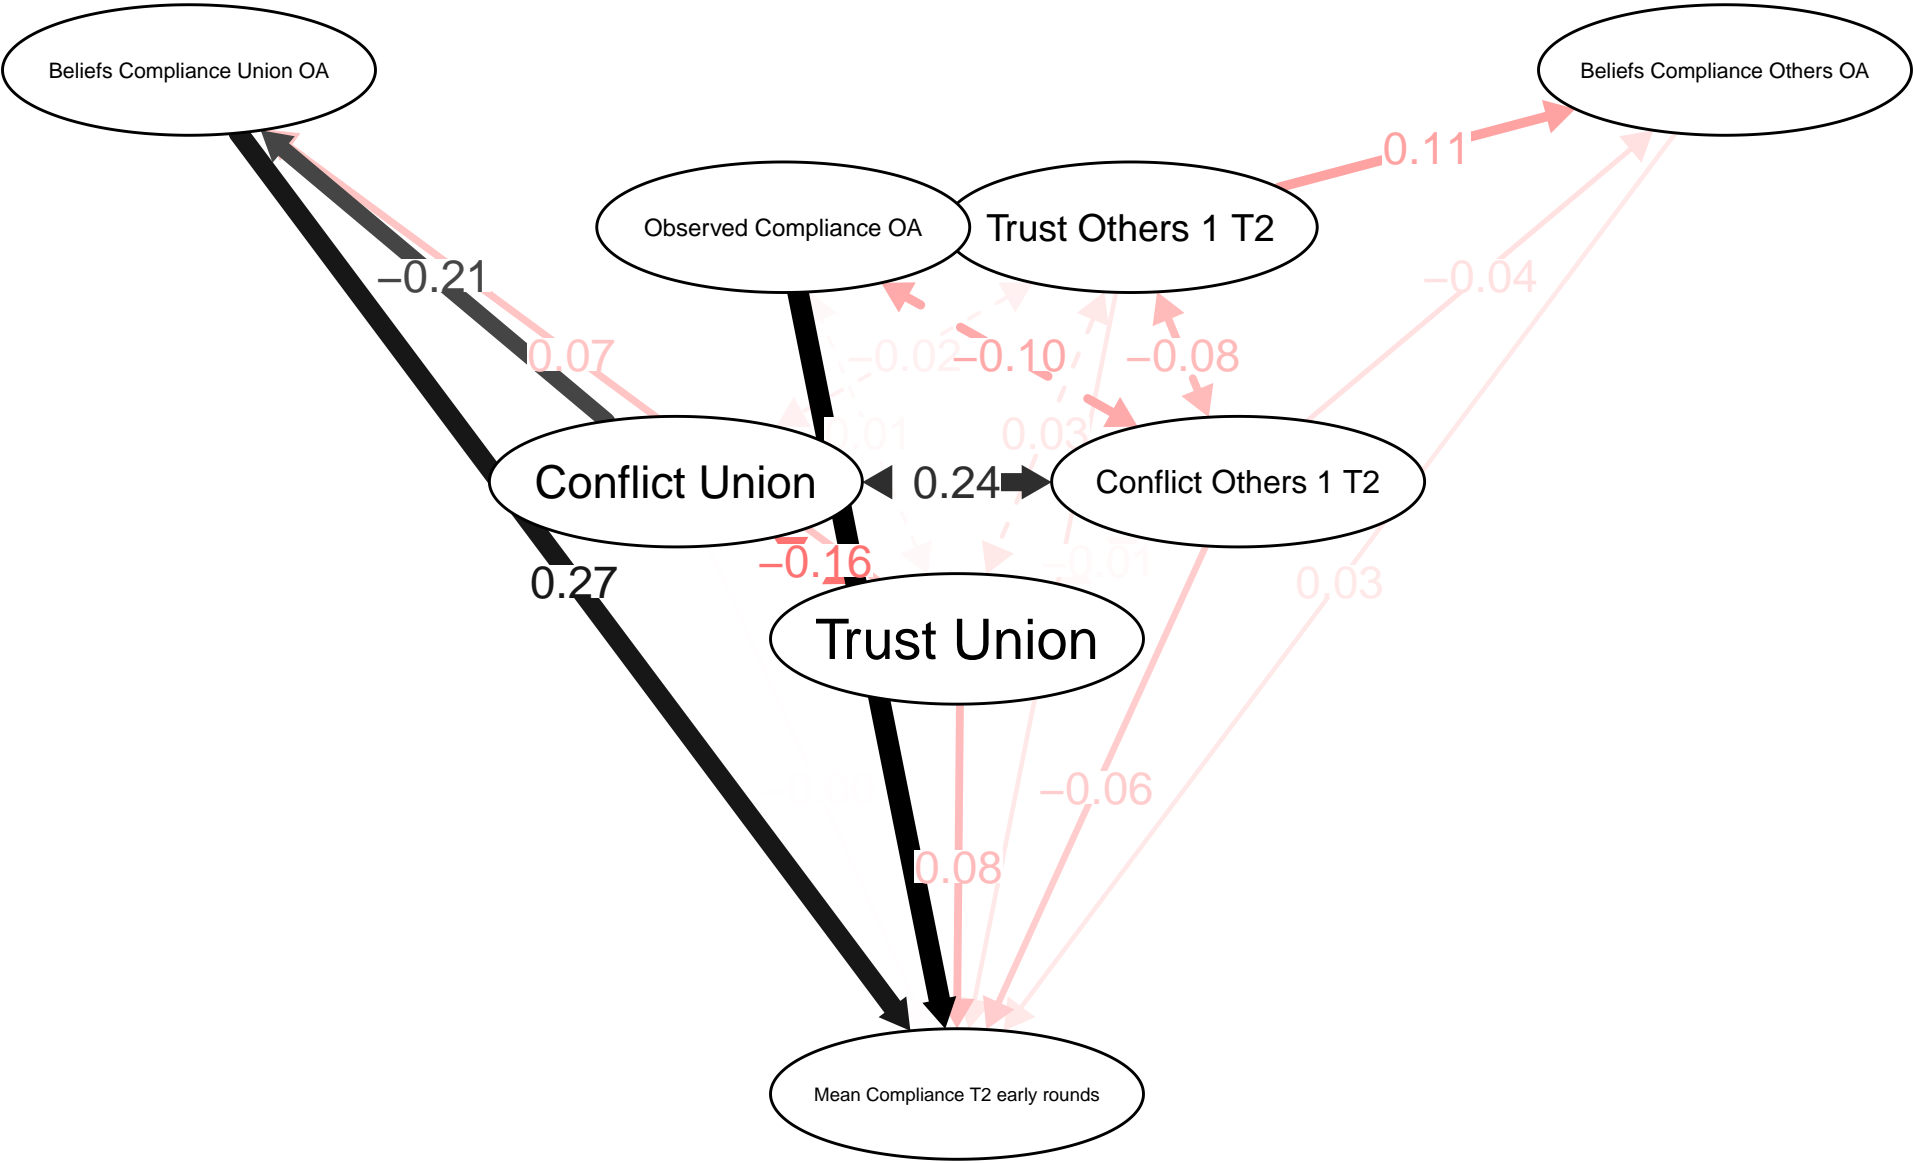 Beliefs Compliance Union OA
Beliefs Compliance Others OA
0.11
Observed Compliance OA
Trust Others 1 T2
−0.21
−0.04
0.07
−0.02
−0.10
−0.08
0.01
0.03
Conflict Union
0.24
Conflict Others 1 T2
−0.16
−0.01
0.27
0.03
Trust Union
−0.06
0.08
Mean Compliance T2 early rounds